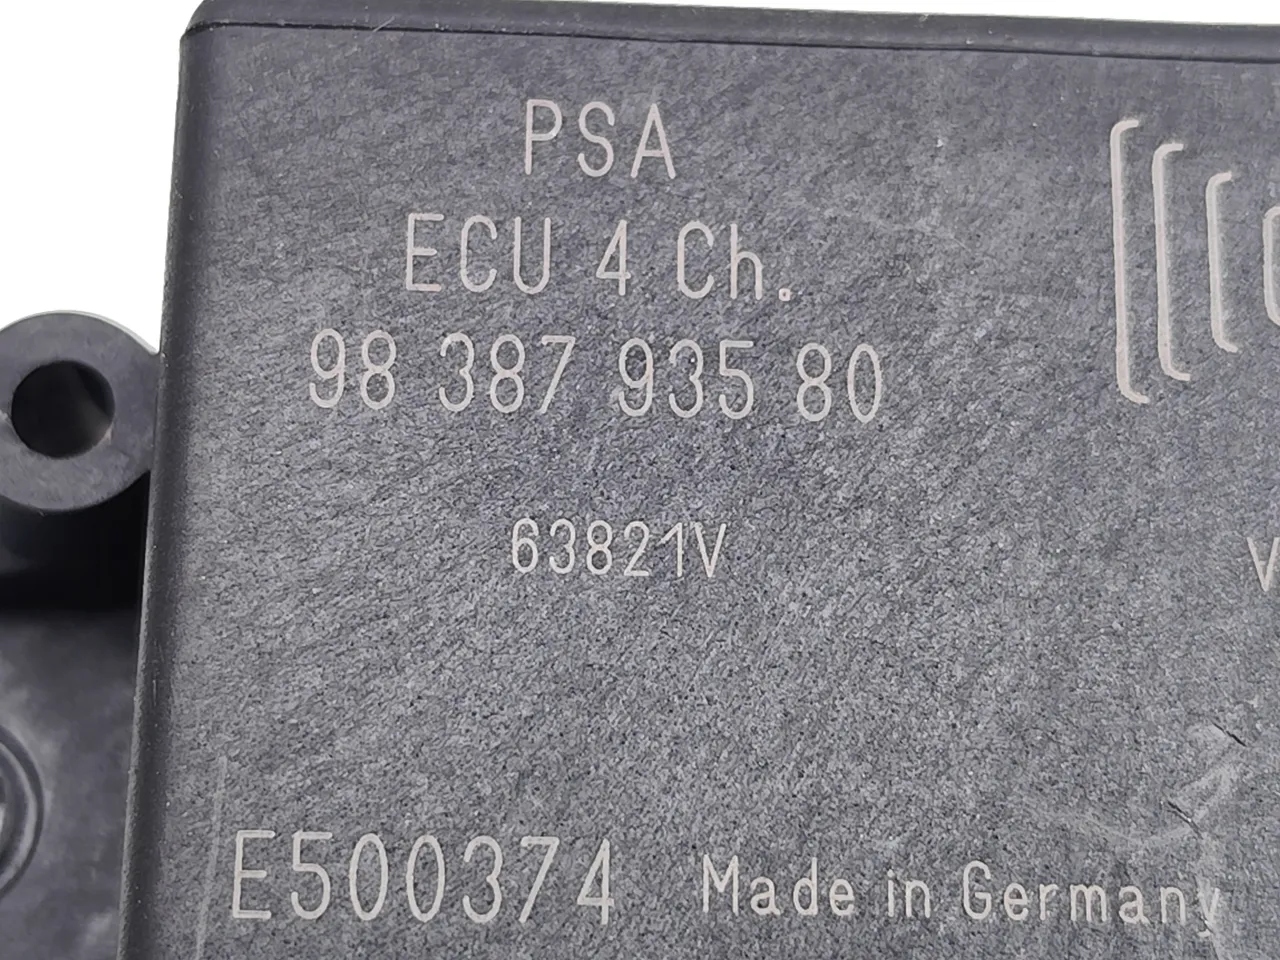 PSA
ECU 4 Ch.
98 387 935 80
63821V
E500374 Made in Germany